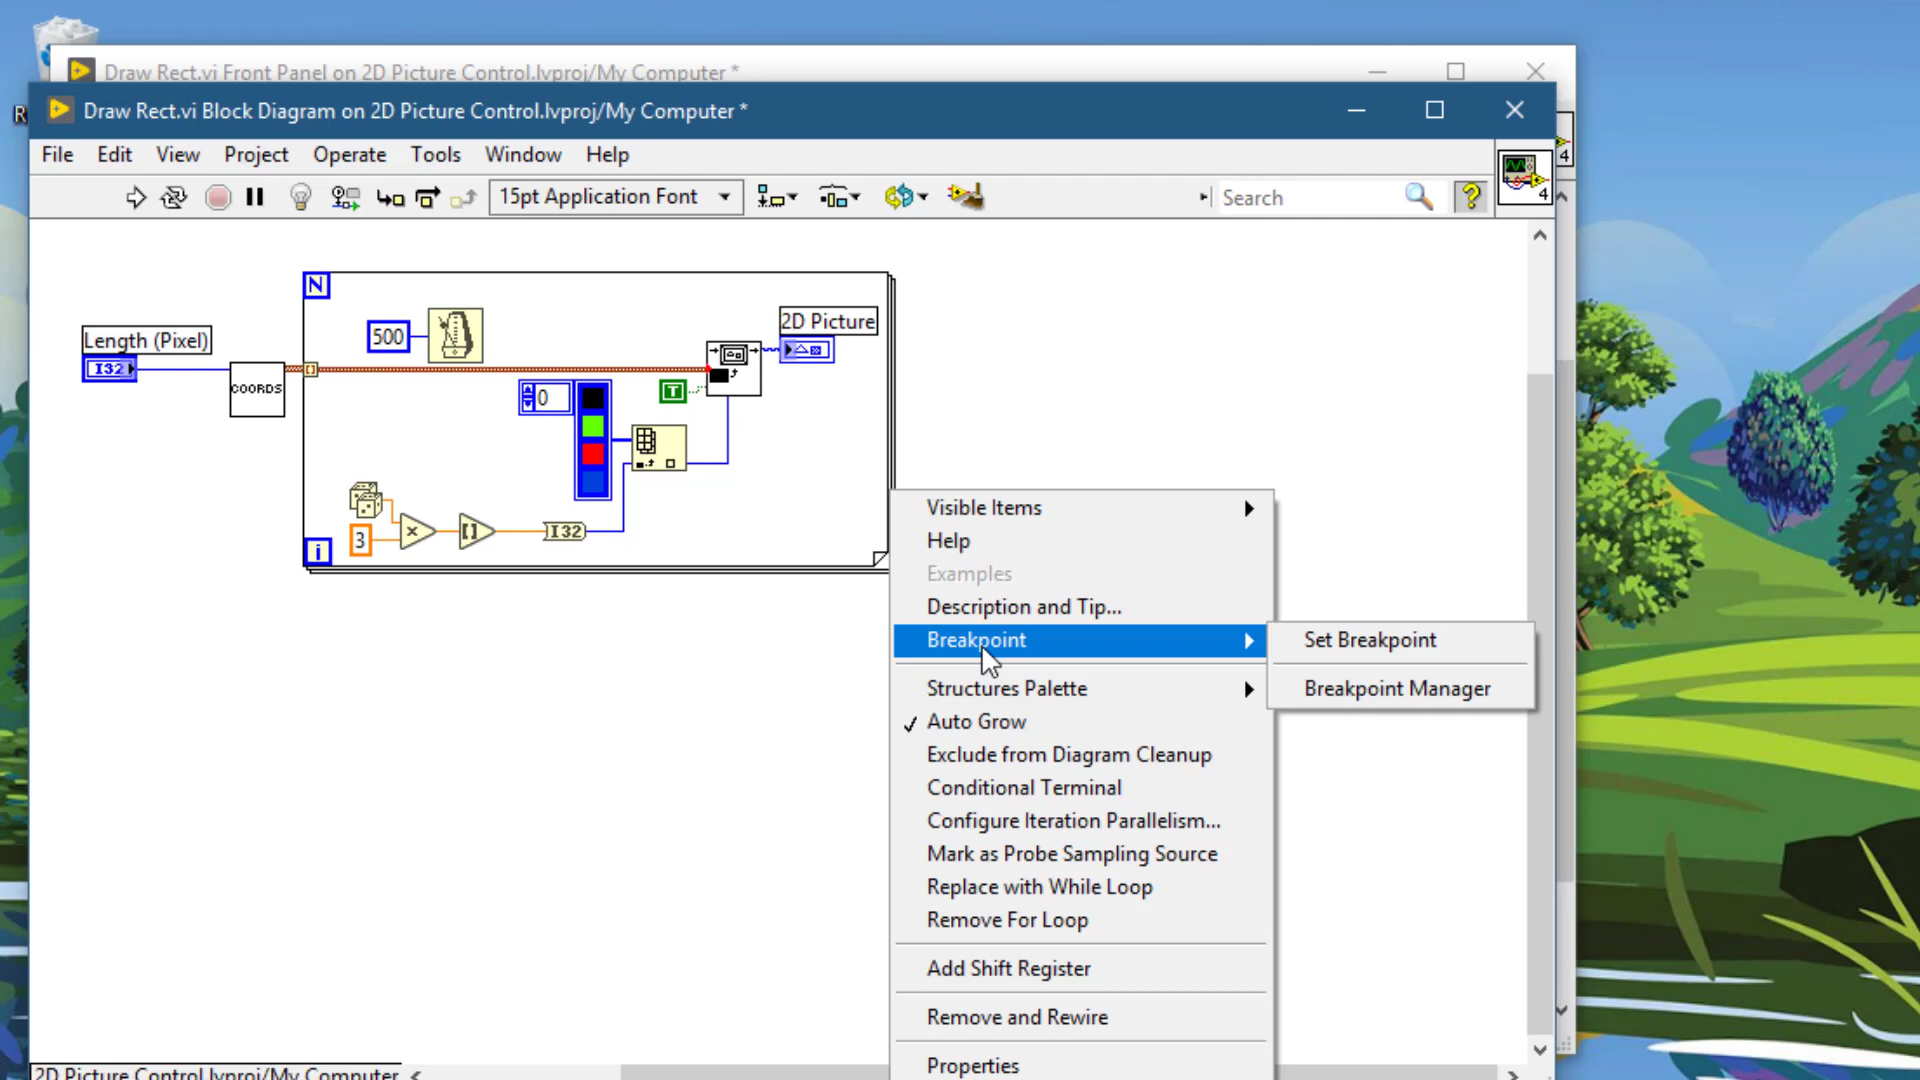 Draw Rect.vi Front Panel on 2D Picture Control.lvproj/My Computer *
R
Draw Rect.vi Block Diagram on 2D Picture Control.lvproj/My Computer *
File Edit View Project Operate Tools Window Help
15pt Application Font
Search
?
4
4
N
2D Picture
Length (Pixel)
500
I32
COORDS
[]
T
0
3
×
[]
I32
i
Visible Items
Help
Examples
Description and Tip...
Breakpoint
Set Breakpoint
Structures Palette
Breakpoint Manager
Auto Grow
Exclude from Diagram Cleanup
Conditional Terminal
Configure Iteration Parallelism...
Mark as Probe Sampling Source
Replace with While Loop
Remove For Loop
Add Shift Register
Remove and Rewire
Properties
2D Picture Control.lvproj/My Computer